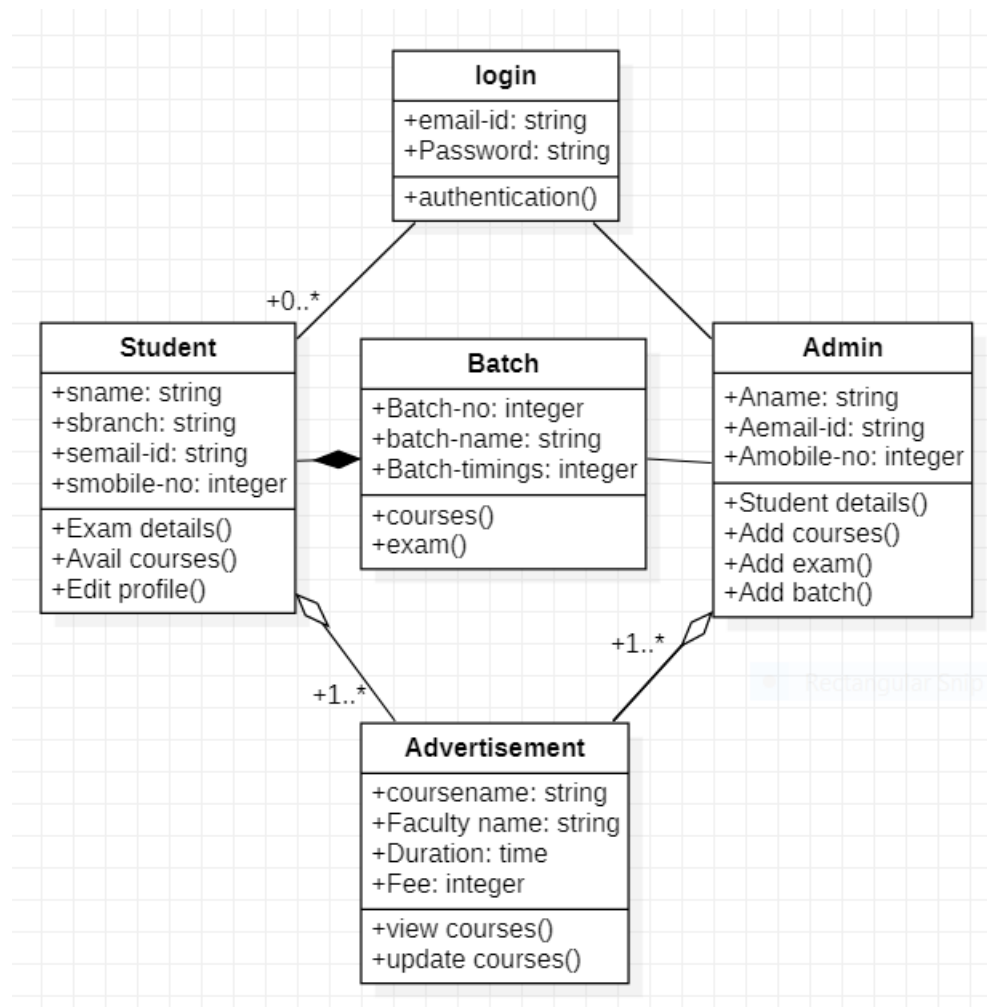 login
+email-id: string
+Password: string
+authentication()
+0..*
Student
+sname: string
+sbranch: string
+semail-id: string
+smobile-no: integer
+Exam details()
+Avail courses()
+Edit profile()
Batch
+Batch-no: integer
+batch-name: string
+Batch-timings: integer
+courses()
+exam()
Admin
+Aname: string
+Aemail-id: string
+Amobile-no: integer
+Student details()
+Add courses()
+Add exam()
+Add batch()
+1..*
+1..*
Rectangular Snip
Advertisement
+coursename: string
+Faculty name: string
+Duration: time
+Fee: integer
+view courses()
+update courses()